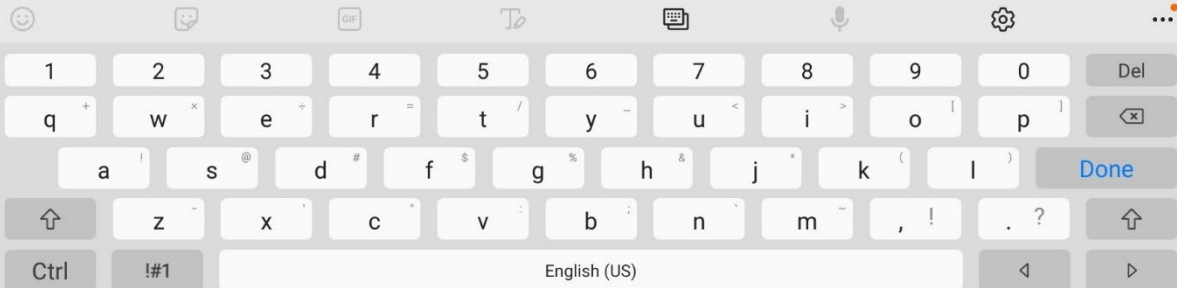 GIF T
1 2 3 4 5 6 7 8 9 0 Del
q + w × e ÷ r = t / y _ u < i > o [ p ]
a ! s @ d # f $ g % h & j * k ( l ) Done
z - x ' c " v : b ; n ` m ~ , ! . ?
Ctrl !#1 English (US)